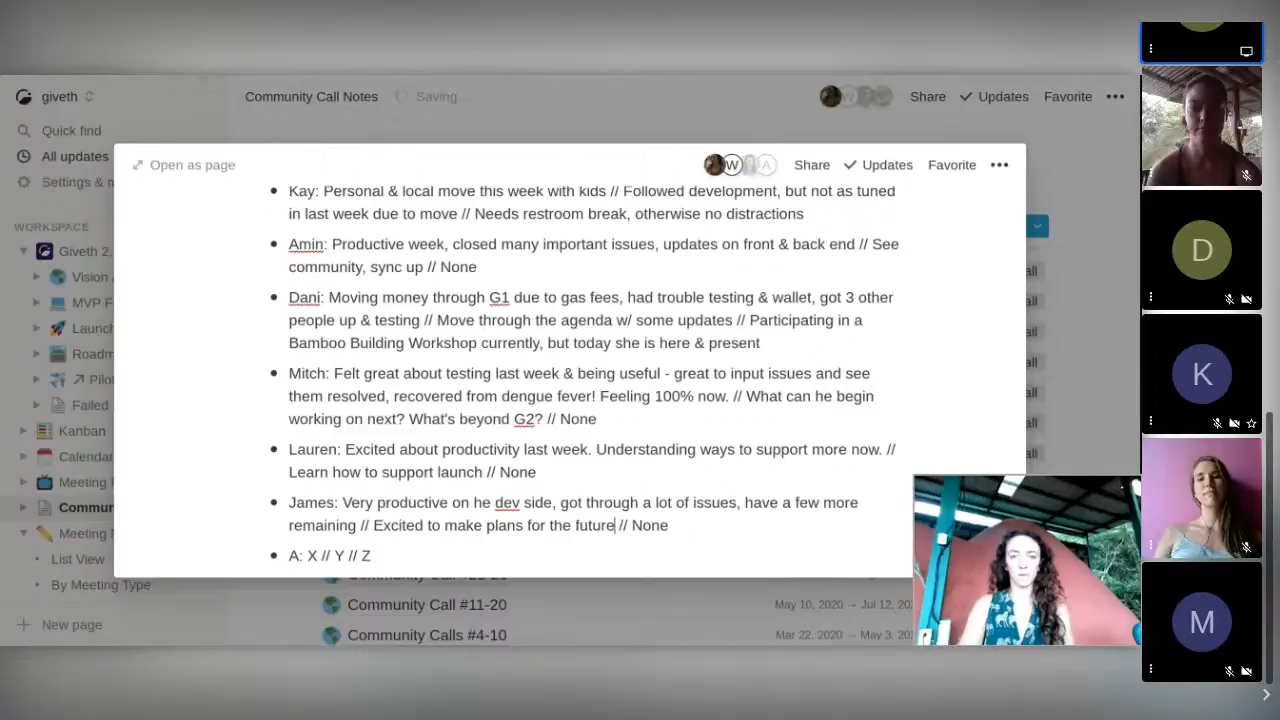 giveth
Community Call Notes
Saving...
Share
Updates
Favorite
Quick find
All updates
Settings & m
Open as page
W
A
Share
Updates
Favorite
WORKSPACE
Giveth 2.
Vision
MVP F
Launch
Roadm
Pilot
Failed
Kanban
Calendar
Meeting
Commun
Meeting N
List View
By Meeting Type
New page
Kay: Personal & local move this week with kids // Followed development, but not as tuned
in last week due to move // Needs restroom break, otherwise no distractions
Amin: Productive week, closed many important issues, updates on front & back end // See
community, sync up // None
Dani: Moving money through G1 due to gas fees, had trouble testing & wallet, got 3 other
people up & testing // Move through the agenda w/ some updates // Participating in a
Bamboo Building Workshop currently, but today she is here & present
Mitch: Felt great about testing last week & being useful - great to input issues and see
them resolved, recovered from dengue fever! Feeling 100% now. // What can he begin
working on next? What's beyond G2? // None
Lauren: Excited about productivity last week. Understanding ways to support more now. //
Learn how to support launch // None
James: Very productive on he dev side, got through a lot of issues, have a few more
remaining // Excited to make plans for the future // None
A: X // Y // Z
Community Call #11-20
May 10, 2020 → Jul 12, 202
Community Calls #4-10
Mar 22, 2020 → May 3, 202
D
K
M